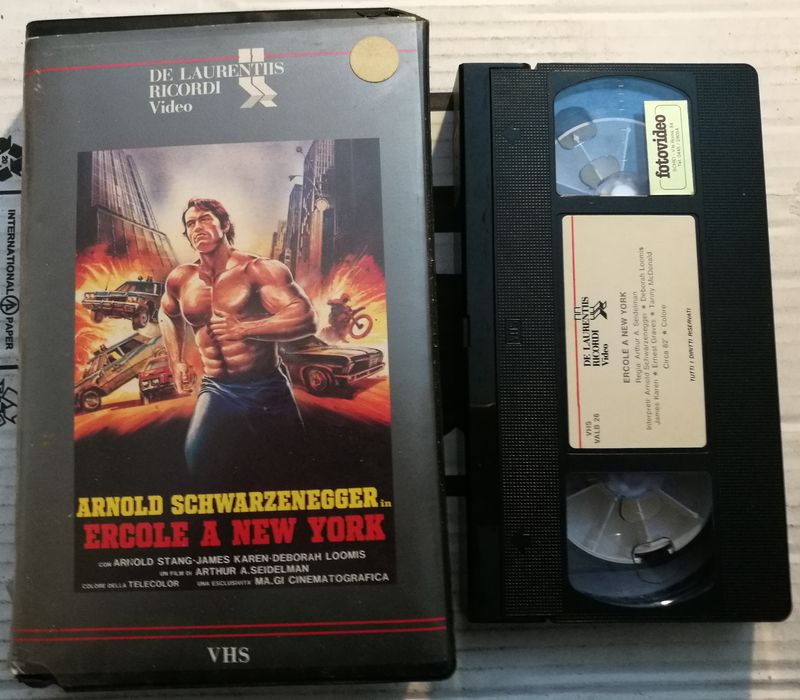 DE LAURENTIIS
RICORDI
Video
ARNOLD SCHWARZENEGGER in
ERCOLE A NEW YORK
CON ARNOLD STANG-JAMES KAREN-DEBORAH LOOMIS
UN FILM DI ARTHUR A.SEIDELMAN
COLORE DELLA TELECOLOR UNA ESCLUSIVITA' MA.GI CINEMATOGRAFICA
VHS
INTERNATIONAL PAPER
fotovideo
DE LAURENTIIS
RICORDI
Video
VHS
VALB 26
ERCOLE A NEW YORK
Regia: Arthur A. Seidelman
Interpreti: Arnold Schwarzenegger ★ Deborah Loomis
James Karen ★ Ernest Graves ★ Tanny McDonald
Circa 82' ★ Colore
TUTTI I DIRITTI RISERVATI